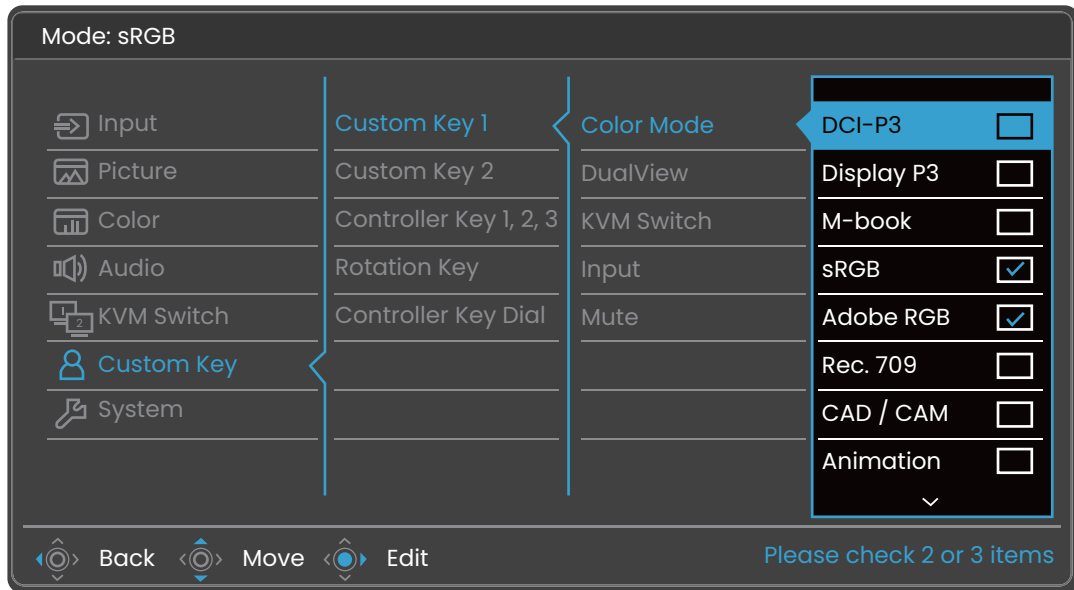 Mode: sRGB
Input
Picture
Color
Audio
1
2
KVM Switch
Custom Key
System
Custom Key 1
Custom Key 2
Controller Key 1, 2, 3
Rotation Key
Controller Key Dial
Color Mode
DualView
KVM Switch
Input
Mute
DCI-P3
Display P3
M-book
sRGB
Adobe RGB
Rec. 709
CAD / CAM
Animation
Back
Move
Edit
Please check 2 or 3 items